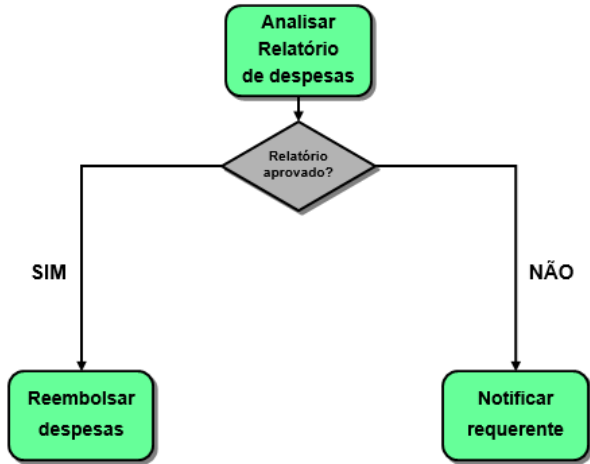 Analisar
Relatório
de despesas
Relatório
aprovado?
SIM
NÃO
Reembolsar
despesas
Notificar
requerente